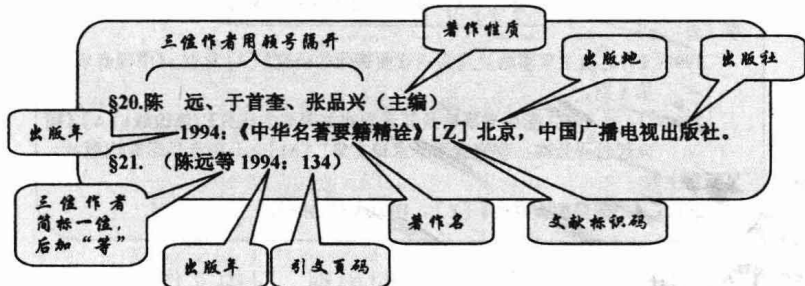 三位作者用顿号隔开
著作性质
出版地
出版社
§20.陈　远、于首奎、张品兴（主编）
出版年
1994:《中华名著要籍精诠》[Z] 北京，中国广播电视出版社。
§21.（陈远等 1994: 134）
三位作者
简标一位，
后加“等”
出版年
引文页码
著作名
文献标识码